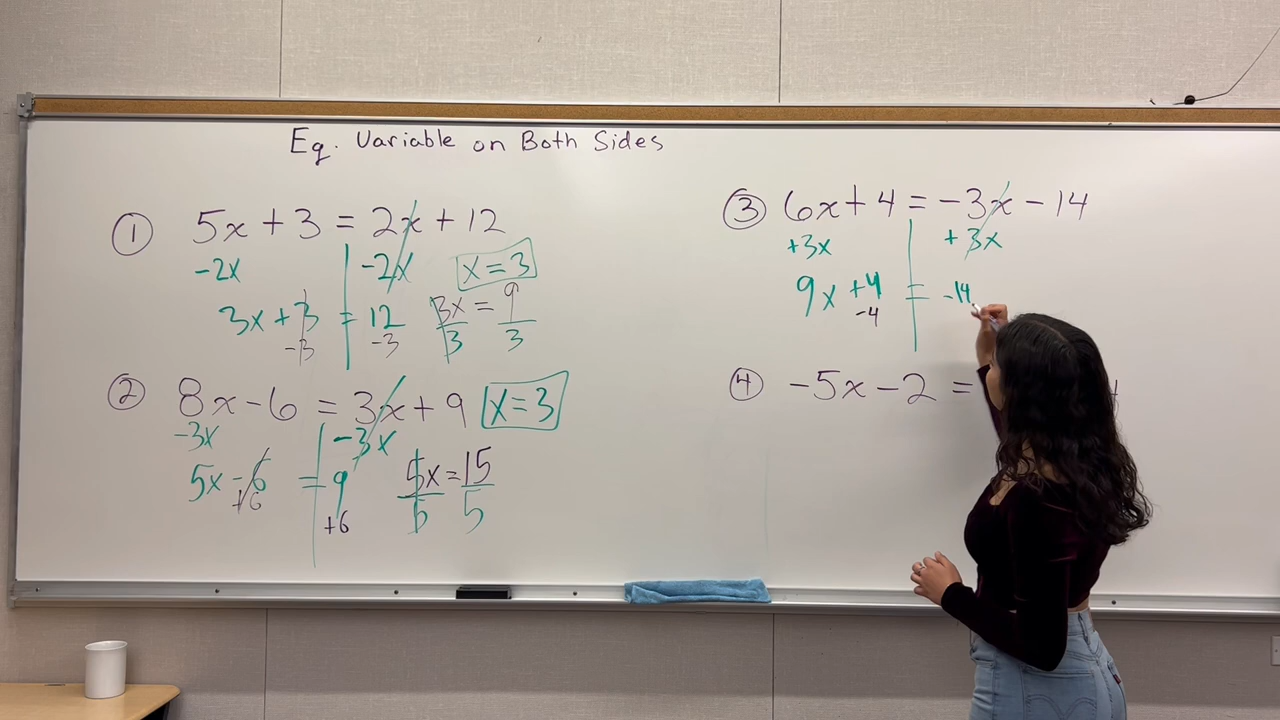 Eq. Variable on Both Sides
① 5x + 3 = 2x + 12
-2x -2x x = 3
3x + 3 = 12 3x = 9
-3 -3 3 3
② 8x - 6 = 3x + 9 x = 3
-3x -3x
5x - 6 = 9 5x = 15
+6 +6 5 5
③ 6x + 4 = -3x - 14
+3x +3x
9x + 4 = -14
-4
④ -5x - 2 =